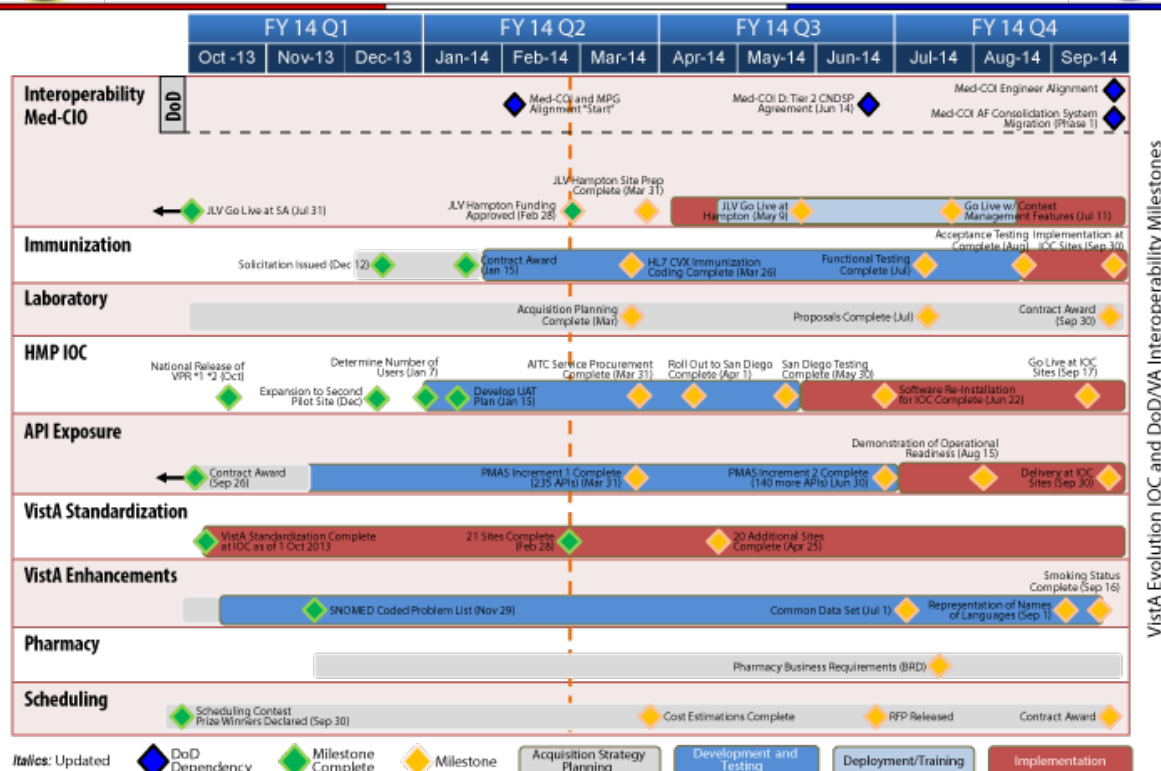 FY 14 Q1
FY 14 Q2
FY 14 Q3
FY 14 Q4
Oct -13
Nov-13
Dec-13
Jan-14
Feb-14
Mar-14
Apr-14
May-14
Jun-14
Jul-14
Aug-14
Sep-14
Interoperability
Med-CIO
DoD
Med-COI and MPG
Alignment "Start"
Med-COI D: Tier 2 CNDSP
Agreement (Jun 14)
Med-COI Engineer Alignment
Med-COI AF Consolidation System
Migration (Phase 1)
JLV Go Live at SA (Jul 31)
JLV Hampton Funding
Approved (Feb 28)
JLV Hampton Site Prep
Complete (Mar 31)
JLV Go Live at
Hampton (May 9)
Go Live w/ Context
Management Features (Jul 11)
Immunization
Solicitation Issued (Dec 12)
Contract Award
(Jan 15)
HL7 CVX Immunization
Coding Complete (Mar 26)
Functional Testing
Complete (Jul)
Acceptance Testing
Complete (Aug)
Implementation at
IOC Sites (Sep 30)
Laboratory
Acquisition Planning
Complete (Mar)
Proposals Complete (Jul)
Contract Award
(Sep 30)
HMP IOC
National Release of
VPR *1 *2 (Oct)
Expansion to Second
Pilot Site (Dec)
Determine Number of
Users (Jan 7)
Develop UAT
Plan (Jan 15)
AITC Service Procurement
Complete (Mar 31)
Roll Out to San Diego
Complete (Apr 1)
San Diego Testing
Complete (May 30)
Software Re-Installation
for IOC Complete (Jun 22)
Go Live at IOC
Sites (Sep 17)
API Exposure
Contract Award
(Sep 26)
PMAS Increment 1 Complete
(235 APIs) (Mar 31)
PMAS Increment 2 Complete
(140 more APIs) (Jun 30)
Demonstration of Operational
Readiness (Aug 15)
Delivery at IOC
Sites (Sep 30)
VistA Standardization
VistA Standardization Complete
at IOC as of 1 Oct 2013
21 Sites Complete
(Feb 28)
20 Additional Sites
Complete (Apr 25)
VistA Enhancements
SNOMED Coded Problem List (Nov 29)
Common Data Set (Jul 1)
Representation of Names
of Languages (Sep 1)
Smoking Status
Complete (Sep 16)
Pharmacy
Pharmacy Business Requirements (BRD)
Scheduling
Scheduling Contest
Prize Winners Declared (Sep 30)
Cost Estimations Complete
RFP Released
Contract Award
Italics: Updated
DoD
Dependency
Milestone
Complete
Milestone
Acquisition Strategy
Planning
Development and
Testing
Deployment/Training
Implementation
VistA Evolution IOC and DoD/VA Interoperability Milestones